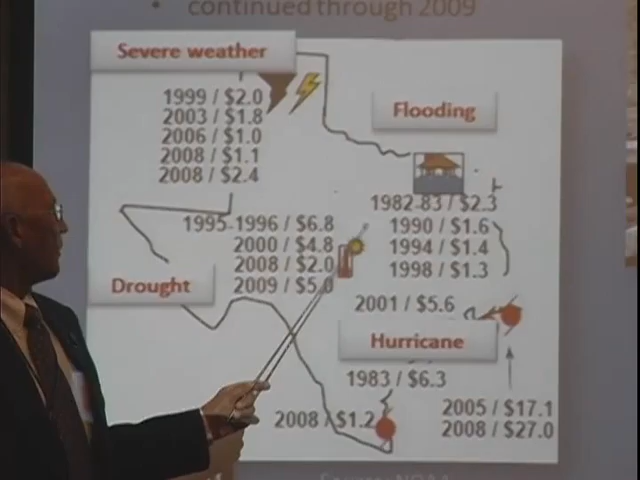 • continued through 2009
Severe weather
1999 / $2.0
2003 / $1.8
2006 / $1.0
2008 / $1.1
2008 / $2.4
Flooding
1982-83 / $2.3
1990 / $1.6
1994 / $1.4
1998 / $1.3
1995-1996 / $6.8
2000 / $4.8
2008 / $2.0
2009 / $5.0
Drought
2001 / $5.6
Hurricane
1983 / $6.3
2005 / $17.1
2008 / $27.0
2008 / $1.2